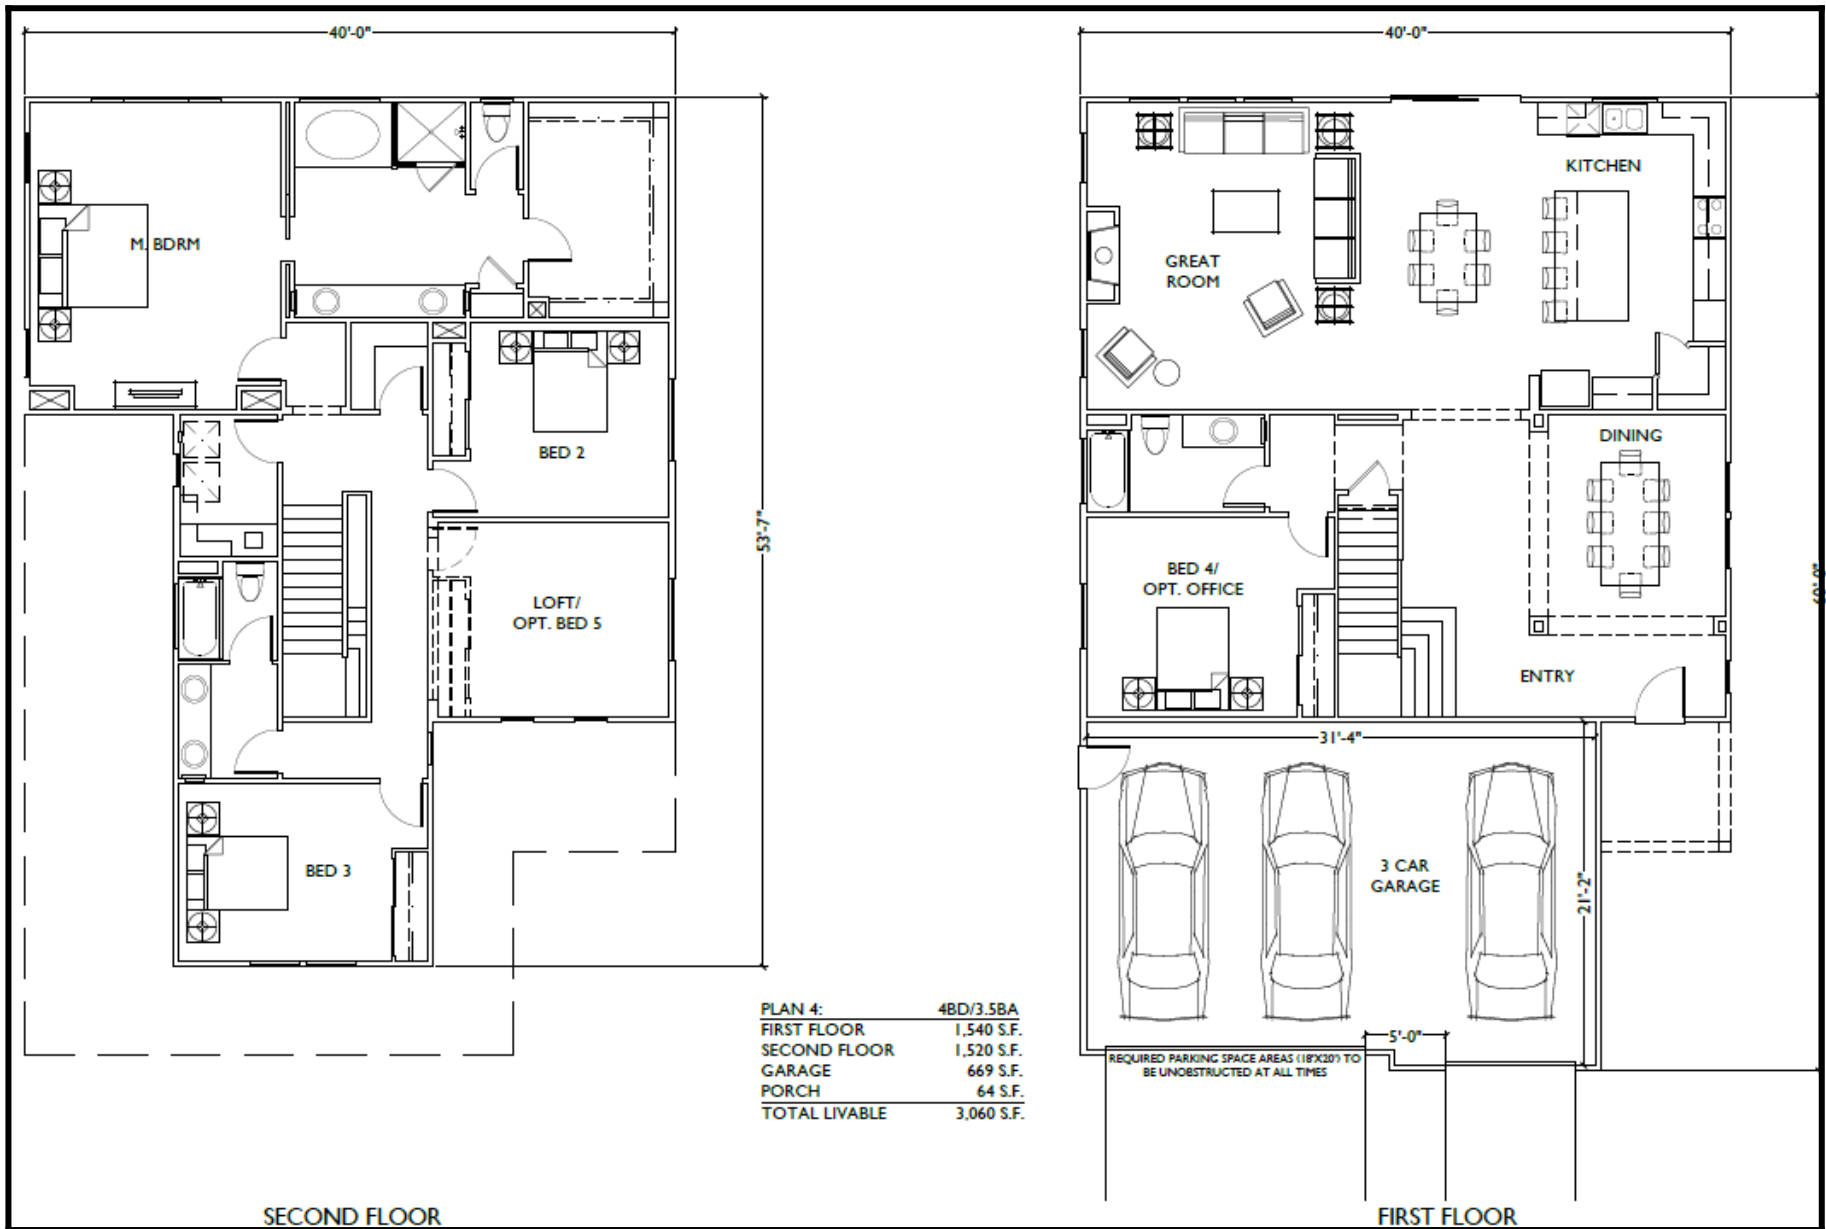 40'-0"
M. BDRM
BED 2
LOFT/
OPT. BED 5
BED 3
53'-7"
SECOND FLOOR
PLAN 4: 4BD/3.5BA
FIRST FLOOR 1,540 S.F.
SECOND FLOOR 1,520 S.F.
GARAGE 669 S.F.
PORCH 64 S.F.
TOTAL LIVABLE 3,060 S.F.
40'-0"
KITCHEN
GREAT
ROOM
DINING
BED 4/
OPT. OFFICE
ENTRY
31'-4"
3 CAR
GARAGE
21'-2"
5'-0"
REQUIRED PARKING SPACE AREAS (18'X20') TO
BE UNOBSTRUCTED AT ALL TIMES
FIRST FLOOR